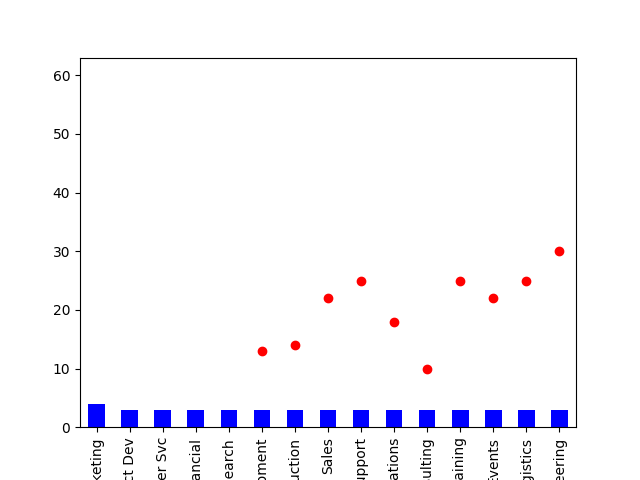 60
50
40
30
20
10
0
keting
ct Dev
er Svc
ancial
earch
pment
uction
Sales
upport
ations
ulting
aining
Events
gistics
eering